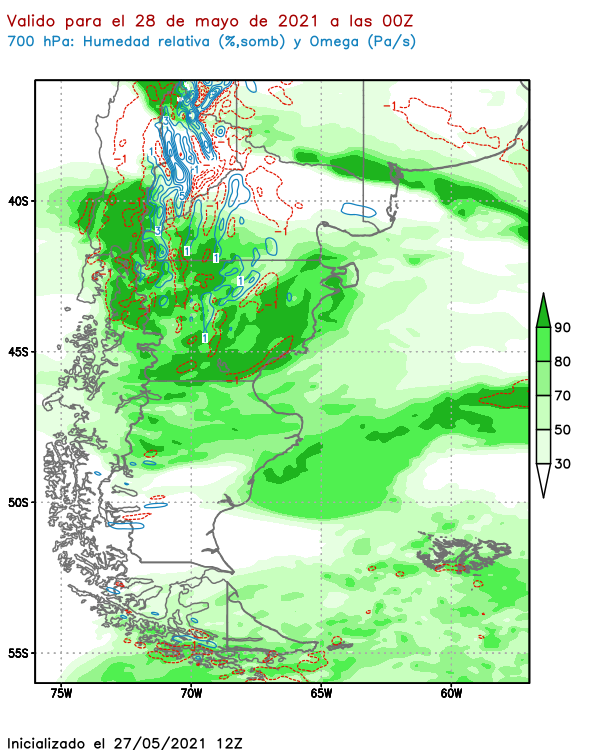 Valido para el 28 de mayo de 2021 a las 00Z
700 hPa: Humedad relativa (%,somb) y Omega (Pa/s)
-1
1
-1
40S
3
1
1
1
90
45S
1
-1
80
70
50
50S
30
55S
75W 70W 65W 60W
Inicializado el 27/05/2021 12Z